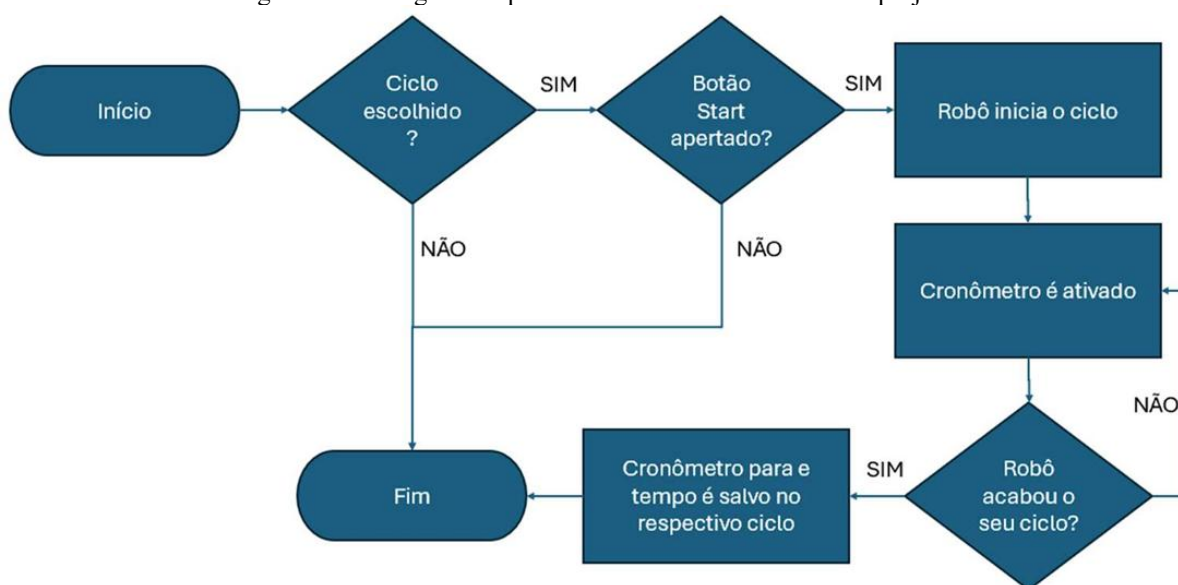 Início
Ciclo
escolhido
?
SIM
Botão
Start
apertado?
SIM
Robô inicia o ciclo
NÃO
NÃO
Cronômetro é ativado
NÃO
Fim
Cronômetro para e
tempo é salvo no
respectivo ciclo
SIM
Robô
acabou o
seu ciclo?